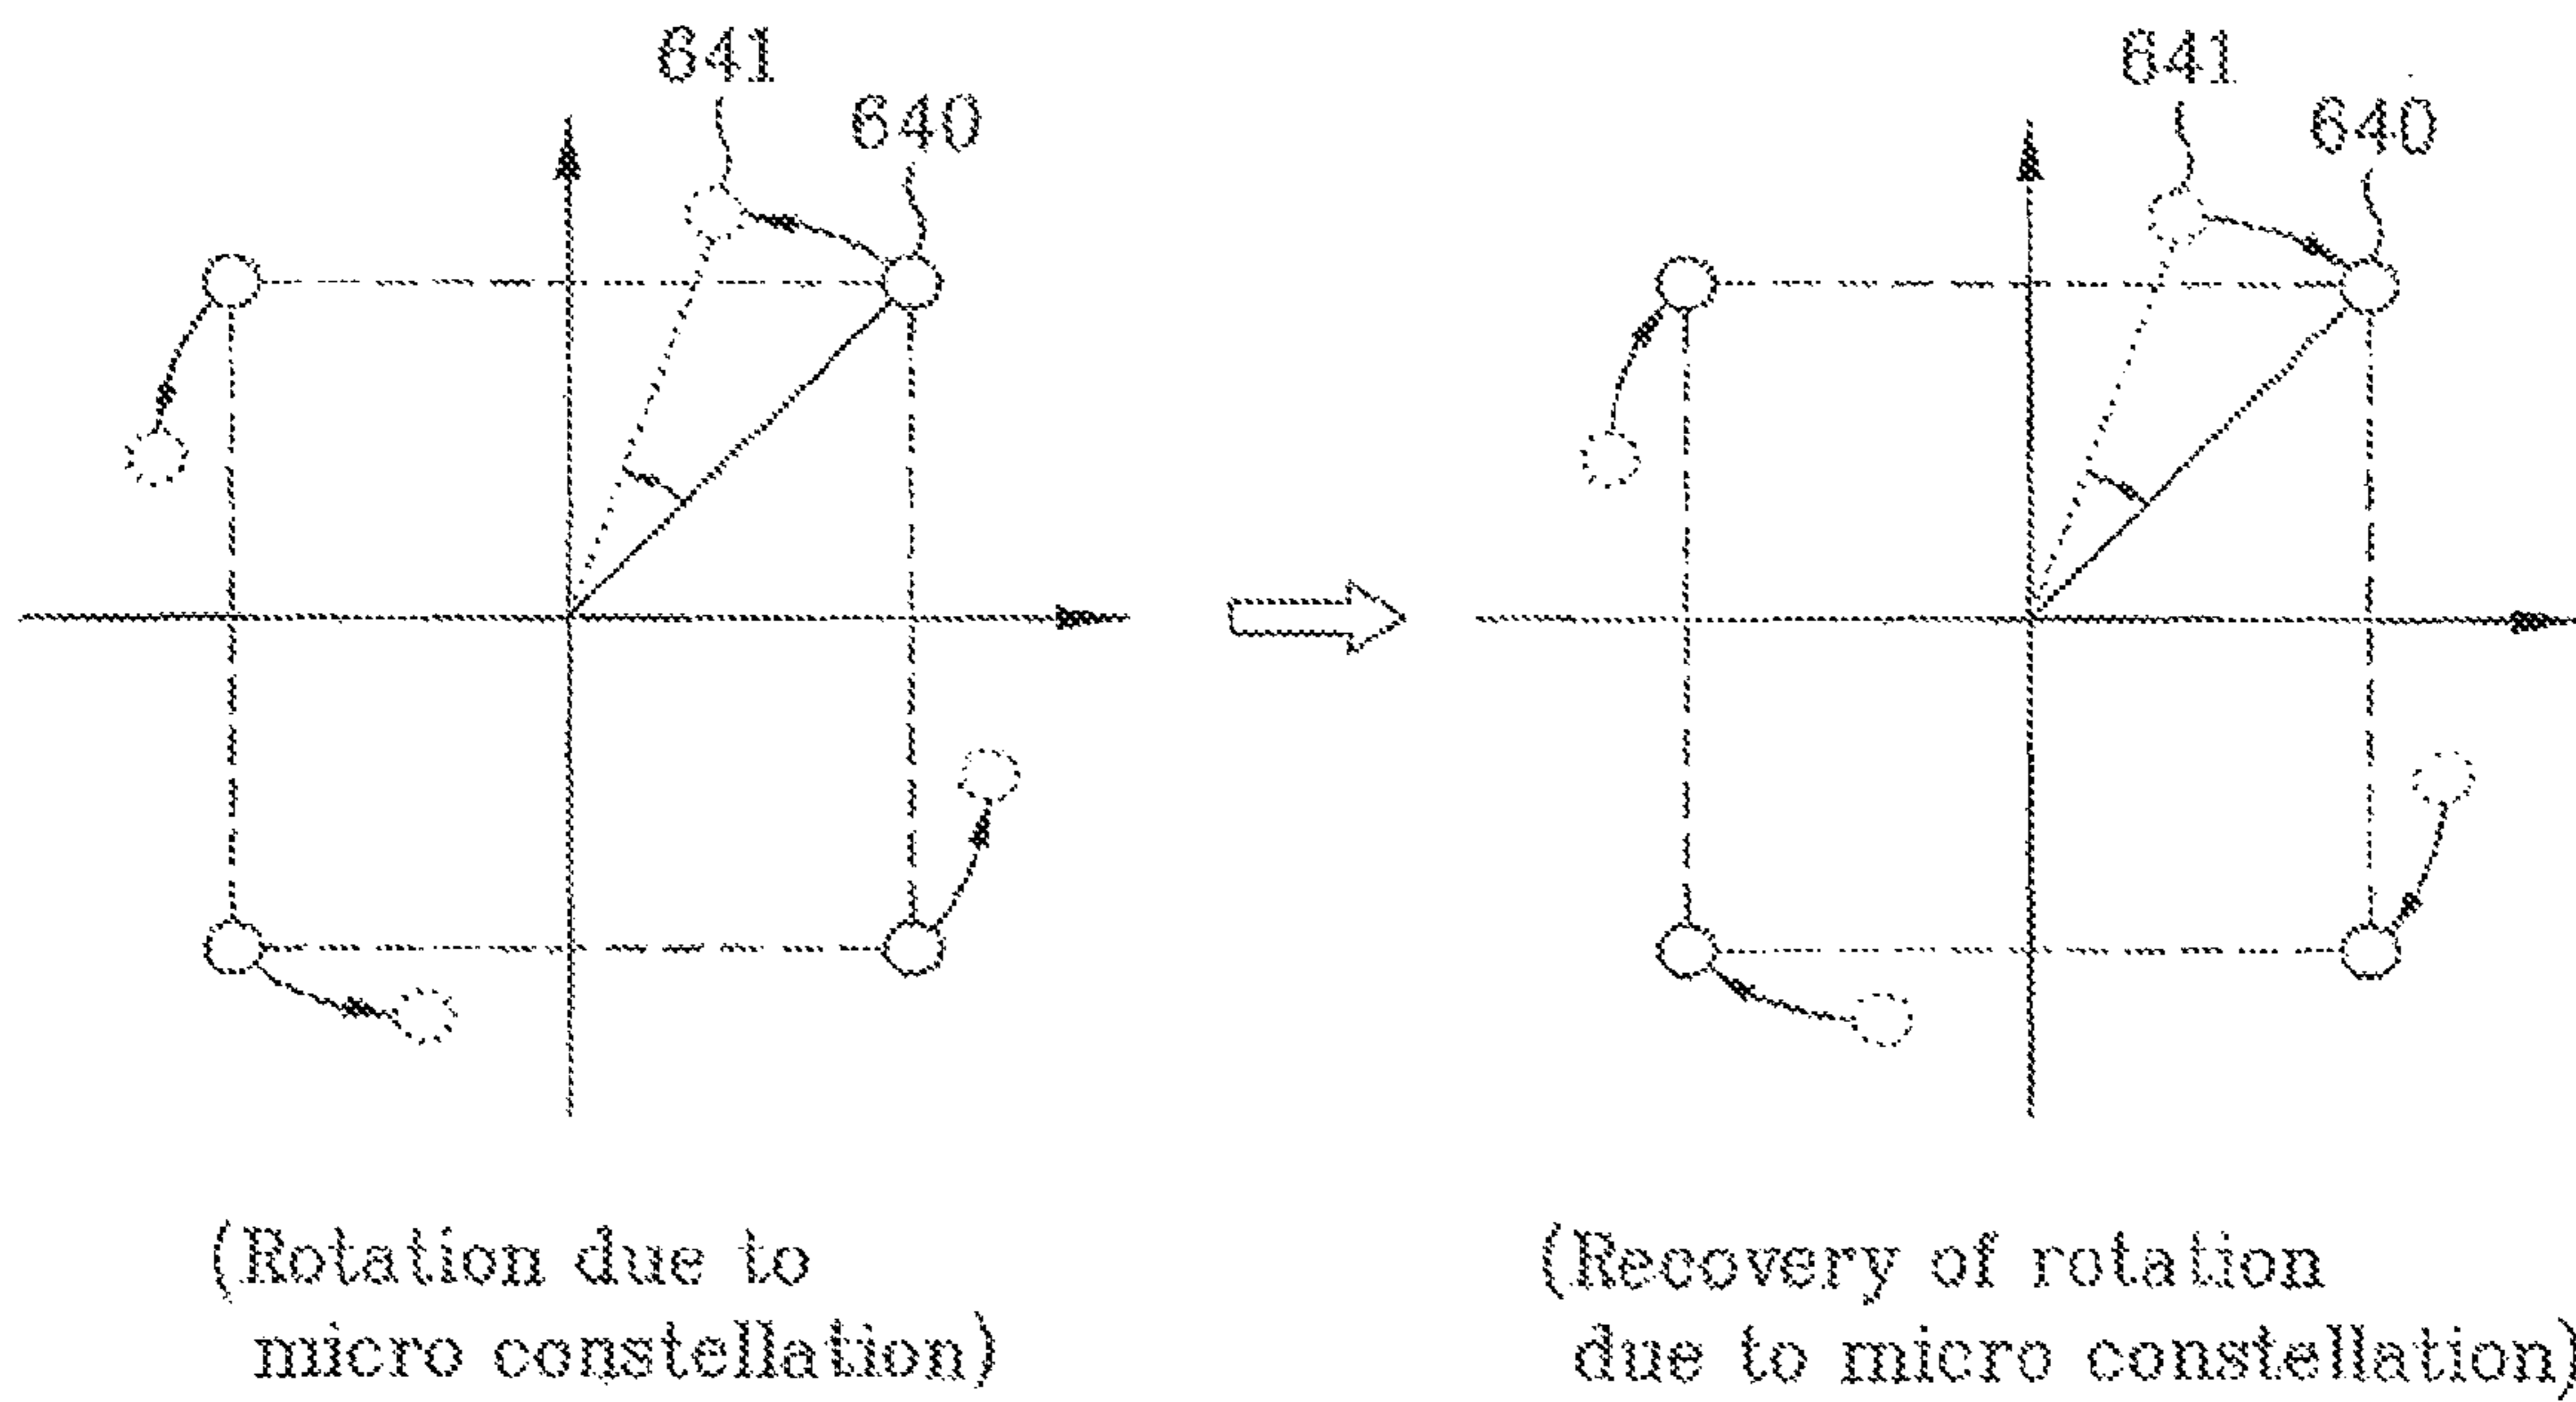 641
640
641
640
(Rotation due to
micro constellation)
(Recovery of rotation
due to micro constellation)